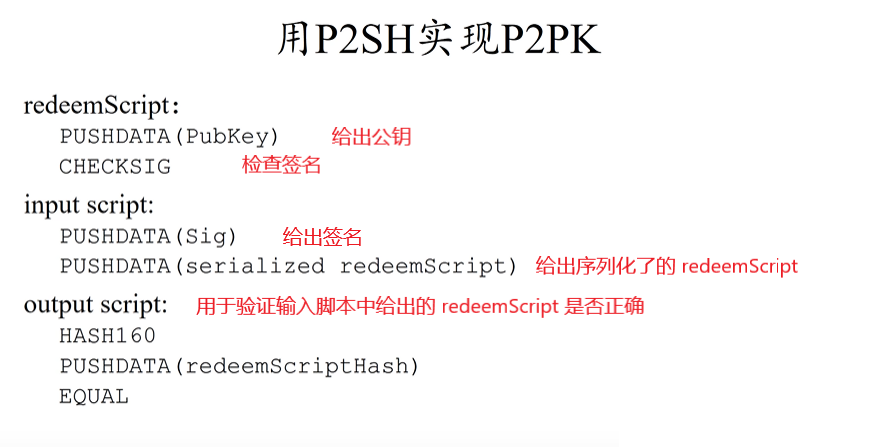 用P2SH实现P2PK
redeemScript:
PUSHDATA(PubKey) 给出公钥
CHECKSIG 检查签名
input script:
PUSHDATA(Sig) 给出签名
PUSHDATA(serialized redeemScript) 给出序列化了的 redeemScript
output script: 用于验证输入脚本中给出的 redeemScript 是否正确
HASH160
PUSHDATA(redeemScriptHash)
EQUAL